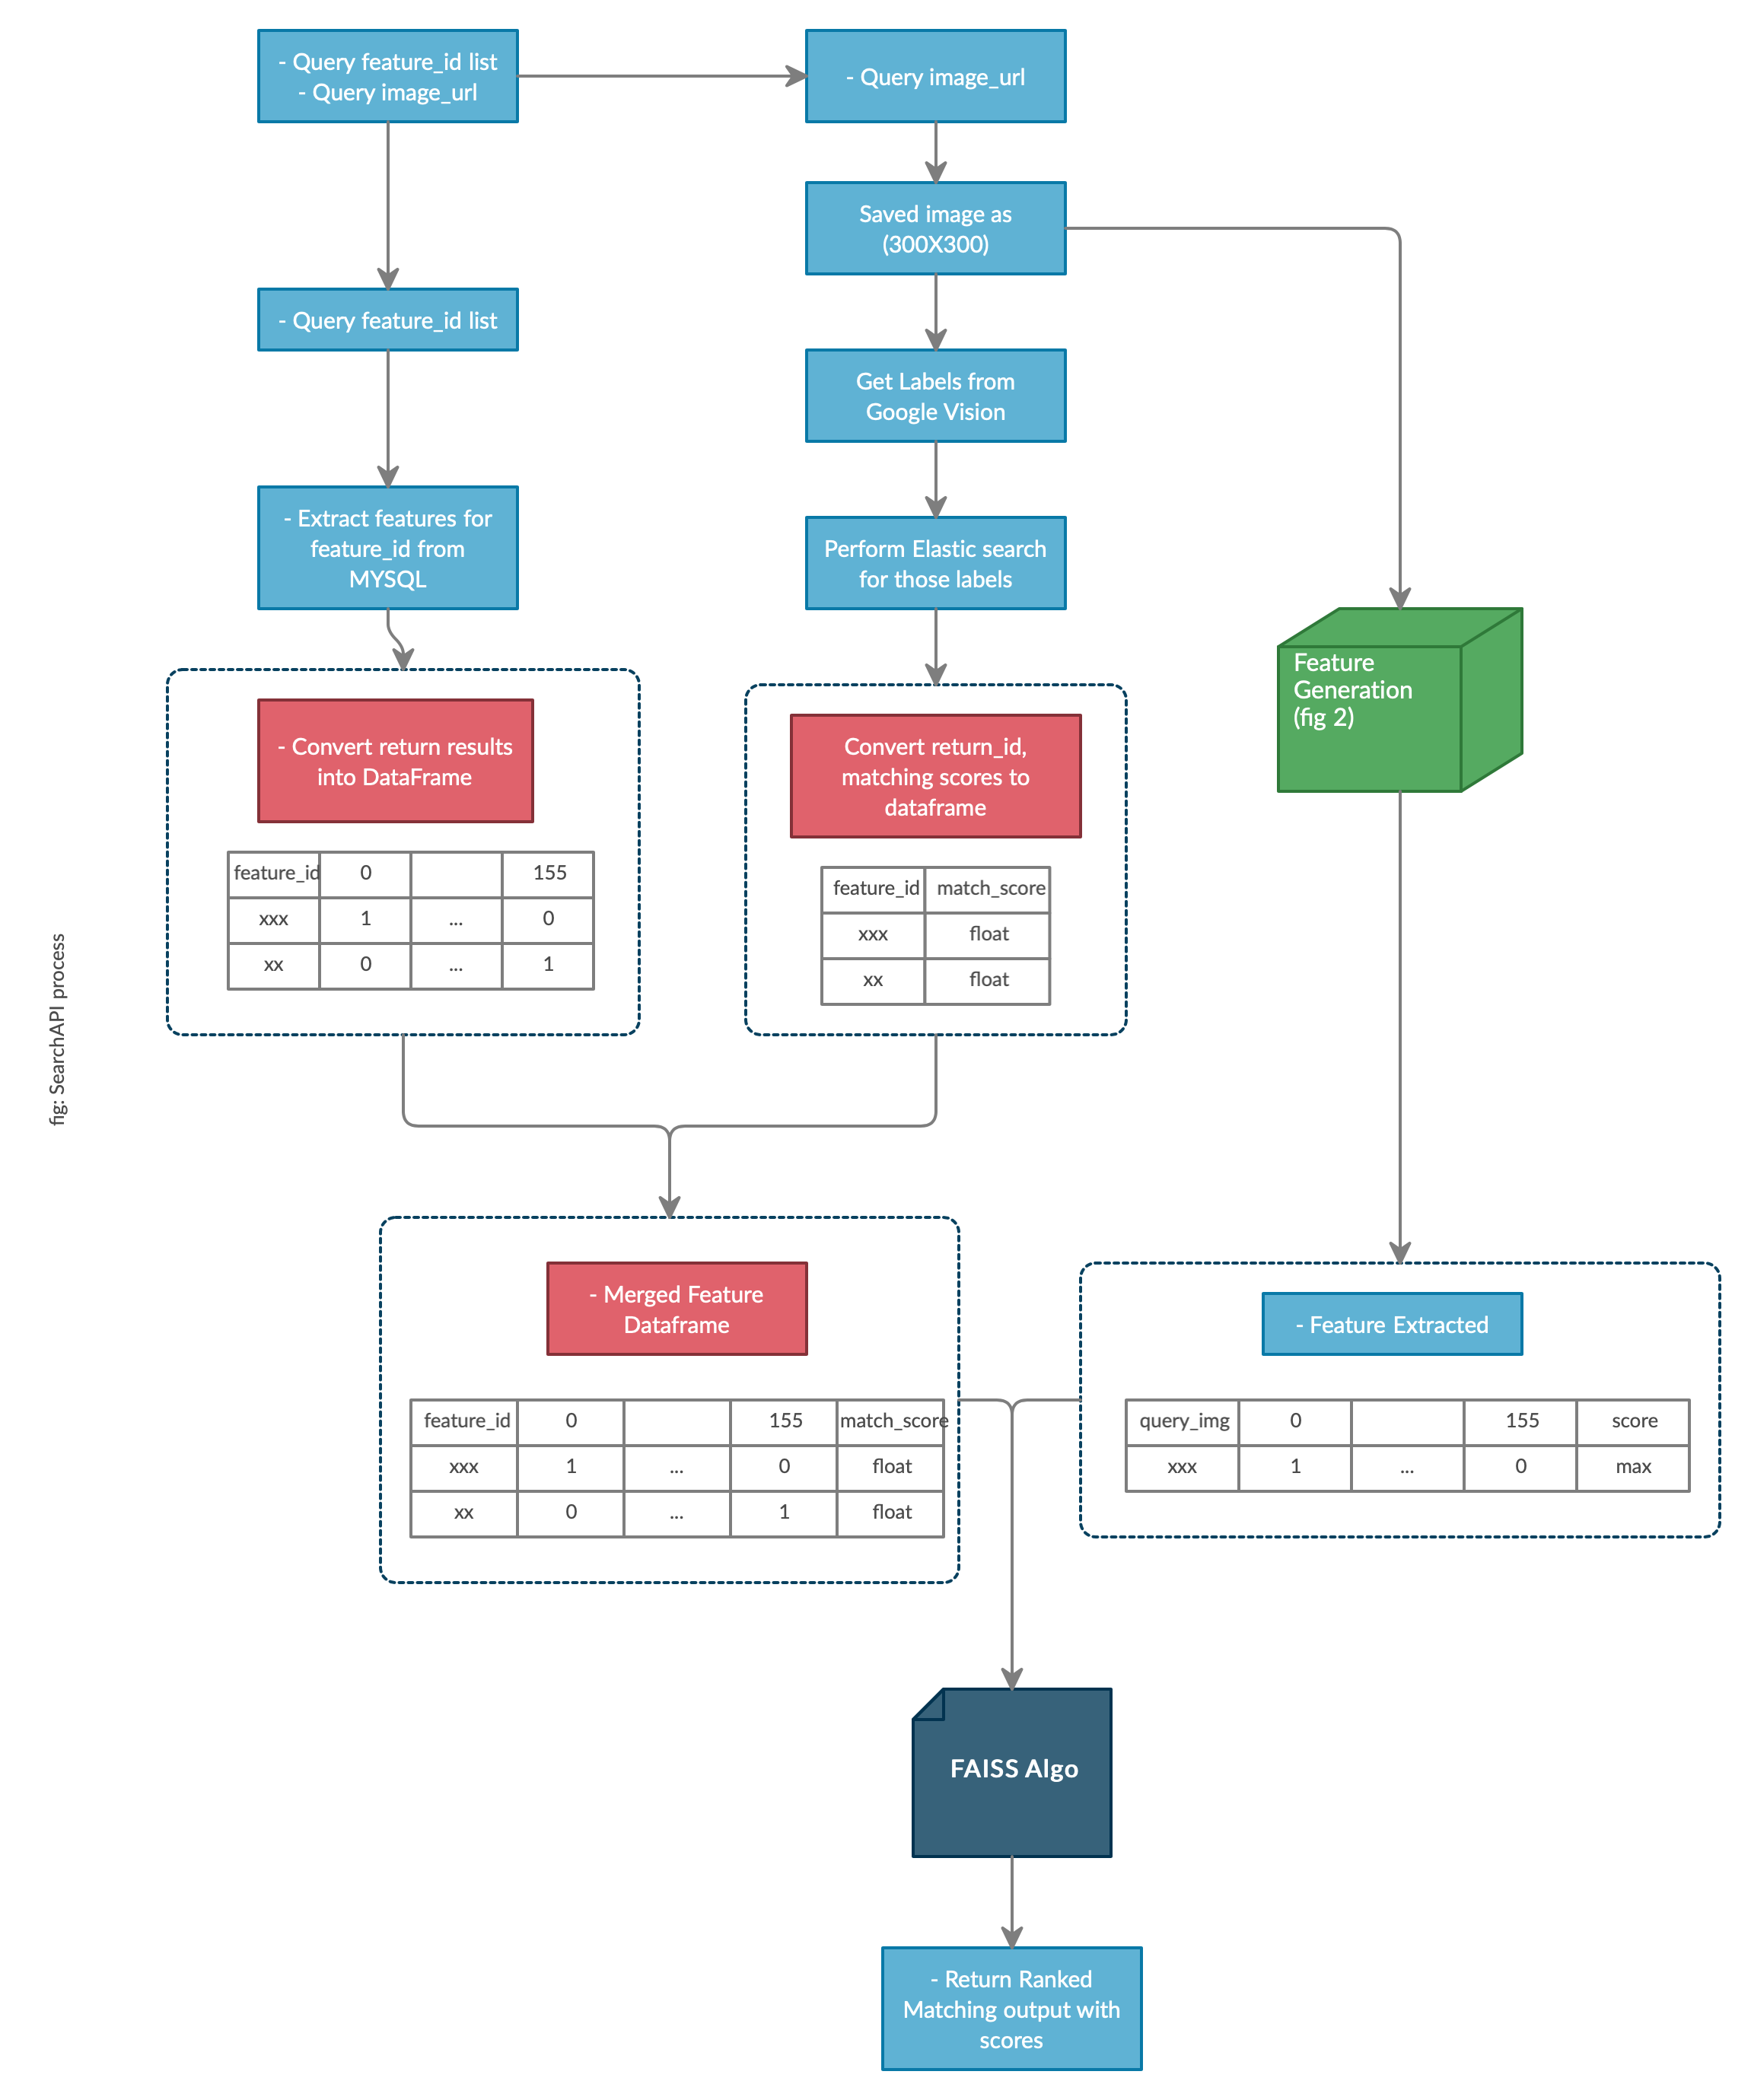 - Query feature_id list
- Query image_url
- Query image_url
Saved image as
(300X300)
- Query feature_id list
Get Labels from
Google Vision
- Extract features for
feature_id from
MYSQL
Perform Elastic search
for those labels
Feature
Generation
(fig 2)
- Convert return results
into DataFrame
feature_id 0 155
xxx 1 ... 0
xx 0 ... 1
Convert return_id,
matching scores to
dataframe
feature_id match_score
xxx float
xx float
fig: SearchAPI process
- Merged Feature
Dataframe
feature_id 0 155 match_score
xxx 1 ... 0 float
xx 0 ... 1 float
- Feature Extracted
query_img 0 155 score
xxx 1 ... 0 max
FAISS Algo
- Return Ranked
Matching output with
scores